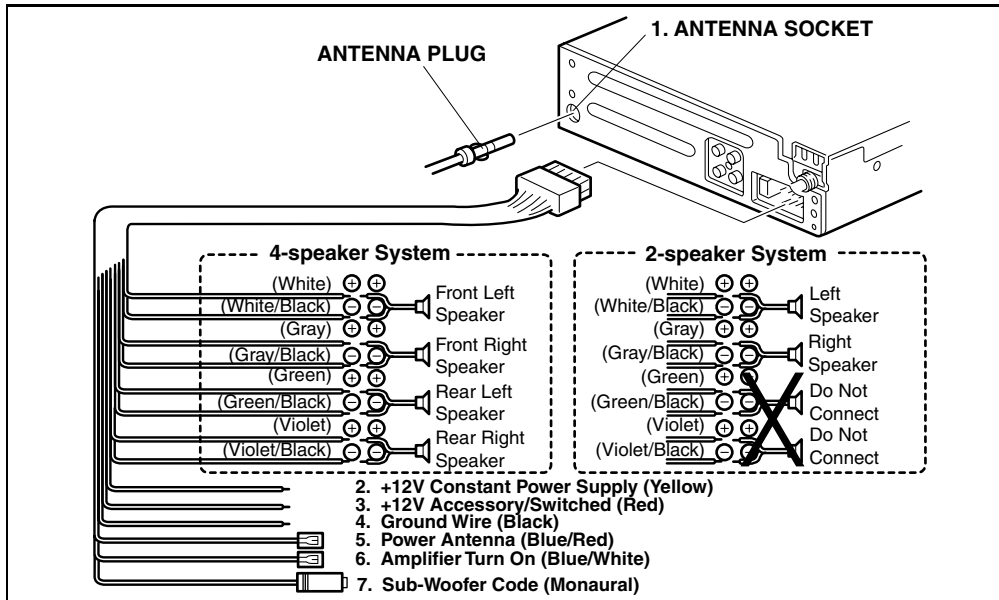 1. ANTENNA SOCKET
ANTENNA PLUG
4-speaker System
(White)
(White/Black)
(Gray)
(Gray/Black)
(Green)
(Green/Black)
(Violet)
(Violet/Black)
Front Left
Speaker
Front Right
Speaker
Rear Left
Speaker
Rear Right
Speaker
2-speaker System
(White)
(White/Black)
(Gray)
(Gray/Black)
(Green)
(Green/Black)
(Violet)
(Violet/Black)
Left
Speaker
Right
Speaker
Do Not
Connect
Do Not
Connect
2. +12V Constant Power Supply (Yellow)
3. +12V Accessory/Switched (Red)
4. Ground Wire (Black)
5. Power Antenna (Blue/Red)
6. Amplifier Turn On (Blue/White)
7. Sub-Woofer Code (Monaural)